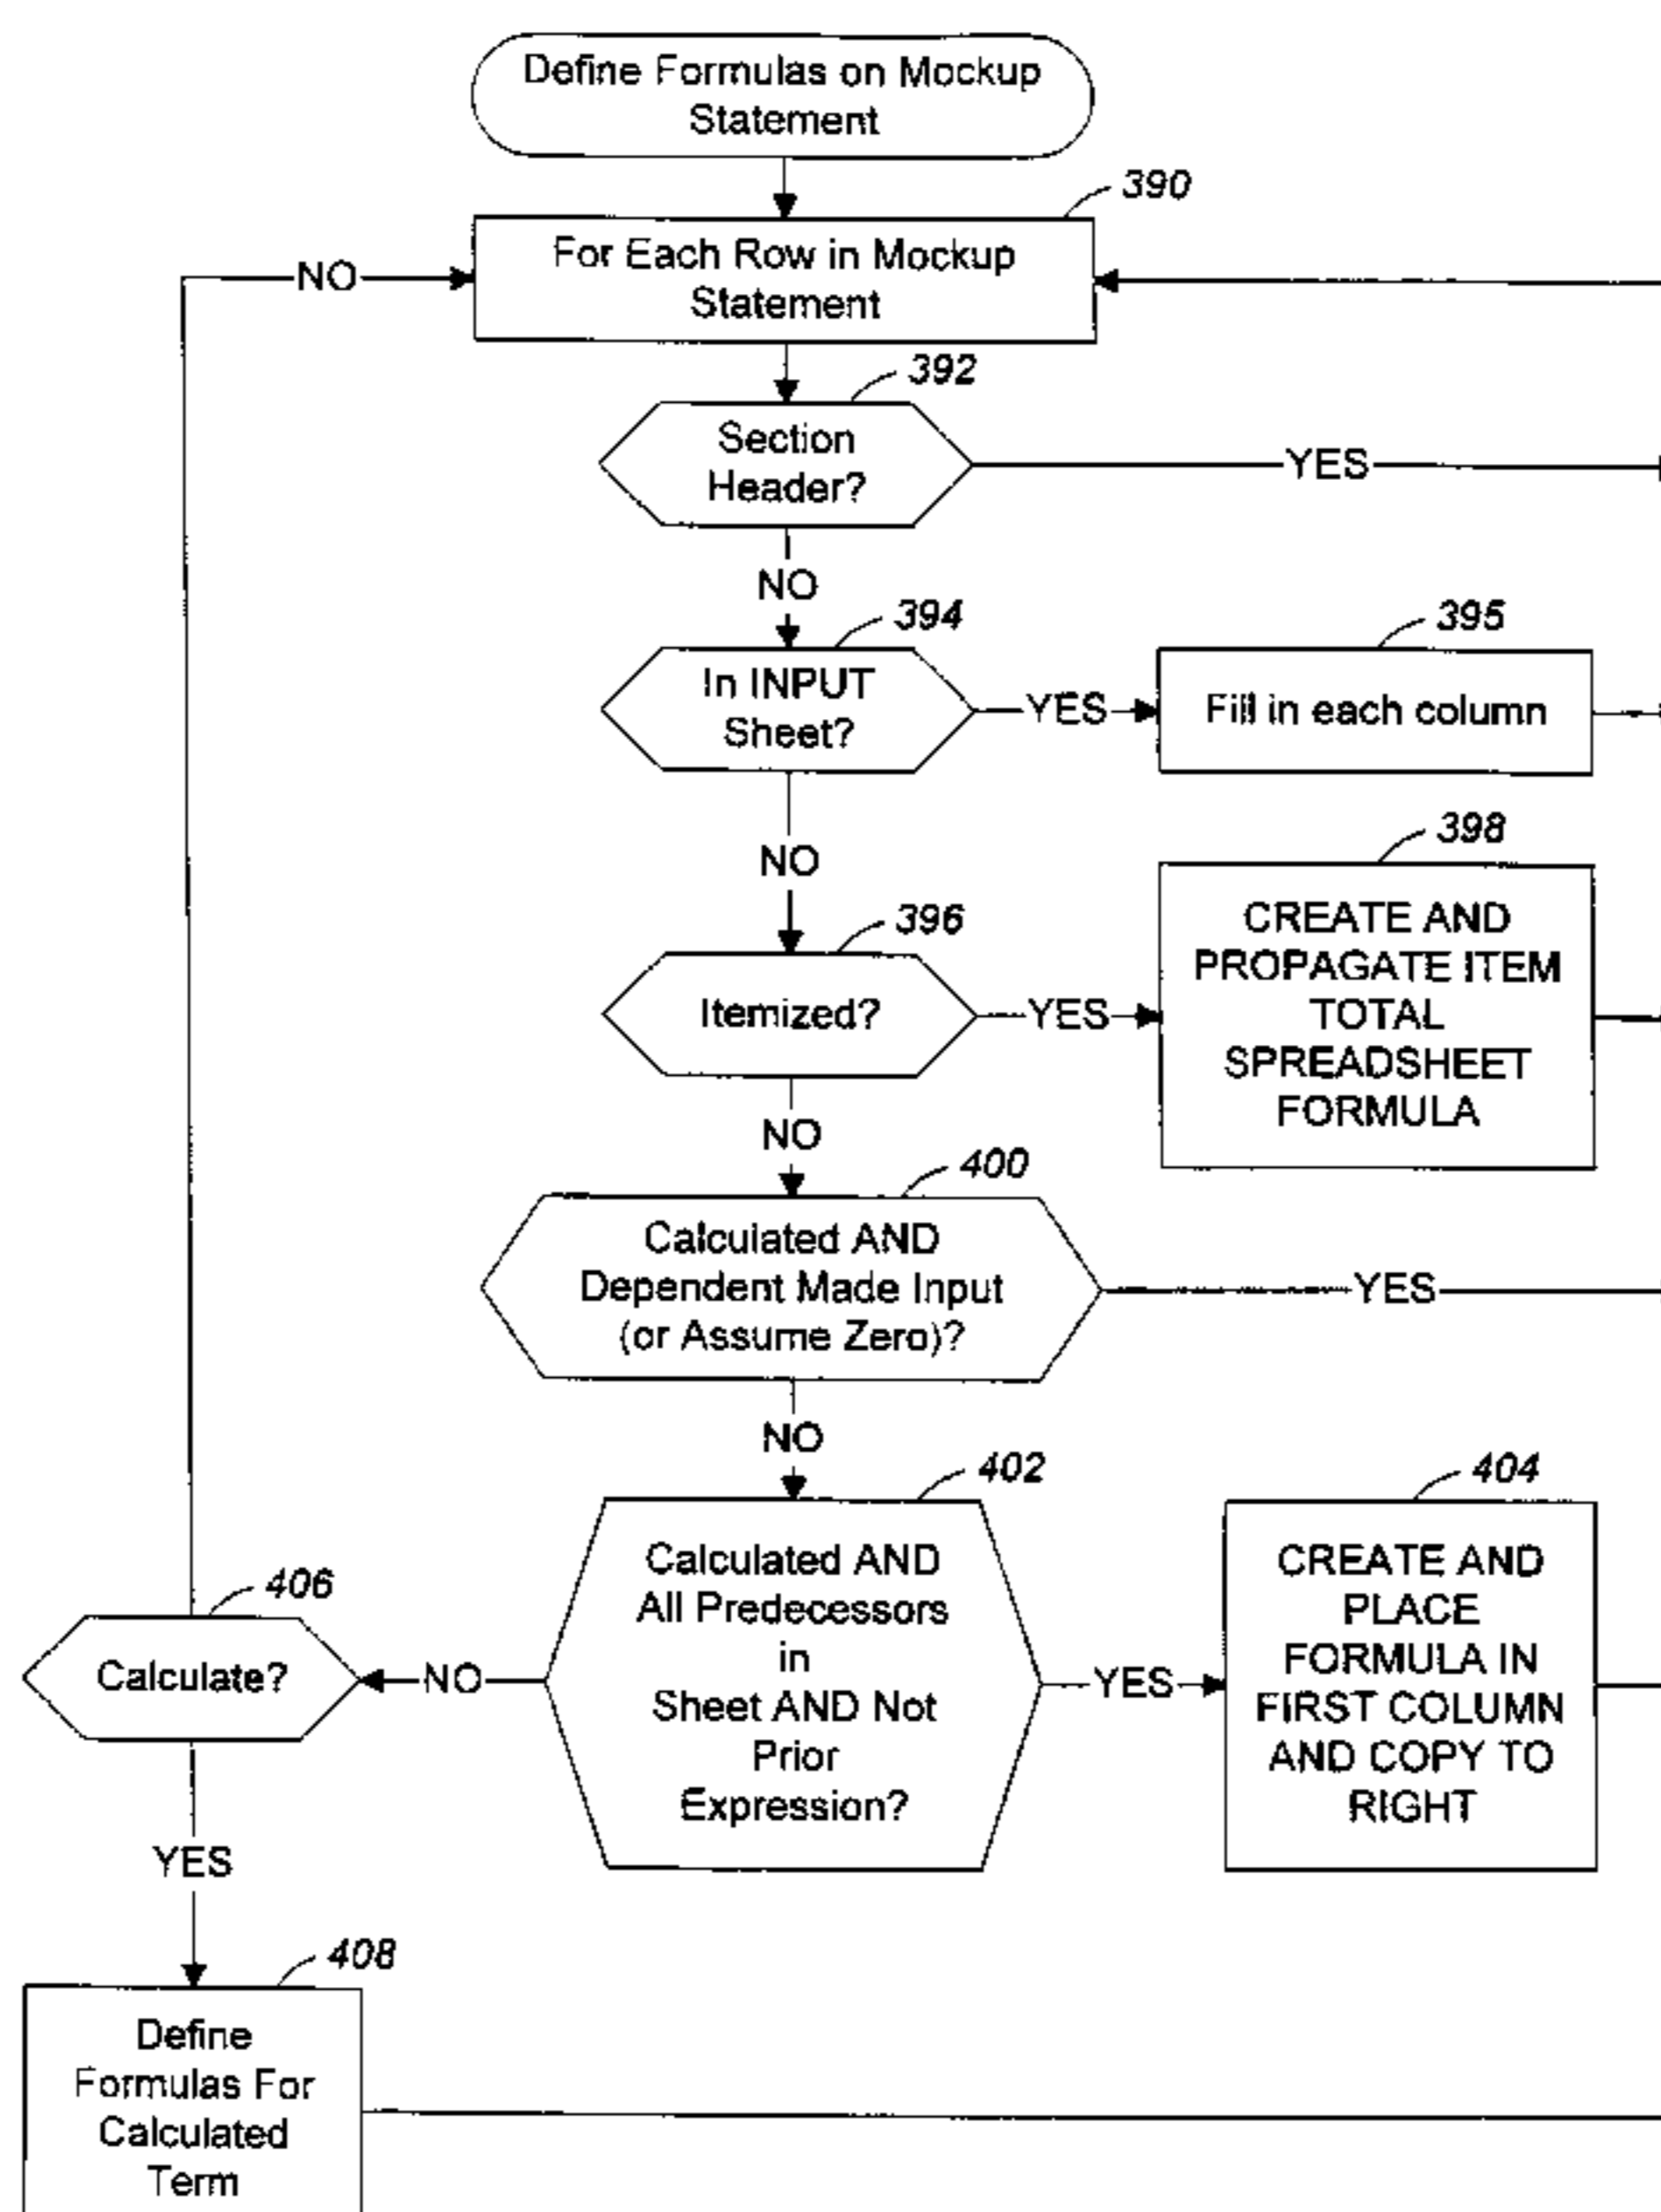 Define Formulas on Mockup
Statement
390
For Each Row in Mockup
Statement
NO
392
Section
Header?
YES
NO
394
In INPUT
Sheet?
YES
395
Fill in each column
NO
396
Itemized?
YES
398
CREATE AND
PROPAGATE ITEM
TOTAL
SPREADSHEET
FORMULA
NO
400
Calculated AND
Dependent Made Input
(or Assume Zero)?
YES
NO
402
Calculated AND
All Predecessors
in
Sheet AND Not
Prior
Expression?
YES
404
CREATE AND
PLACE
FORMULA IN
FIRST COLUMN
AND COPY TO
RIGHT
NO
406
Calculate?
YES
408
Define
Formulas For
Calculated
Term